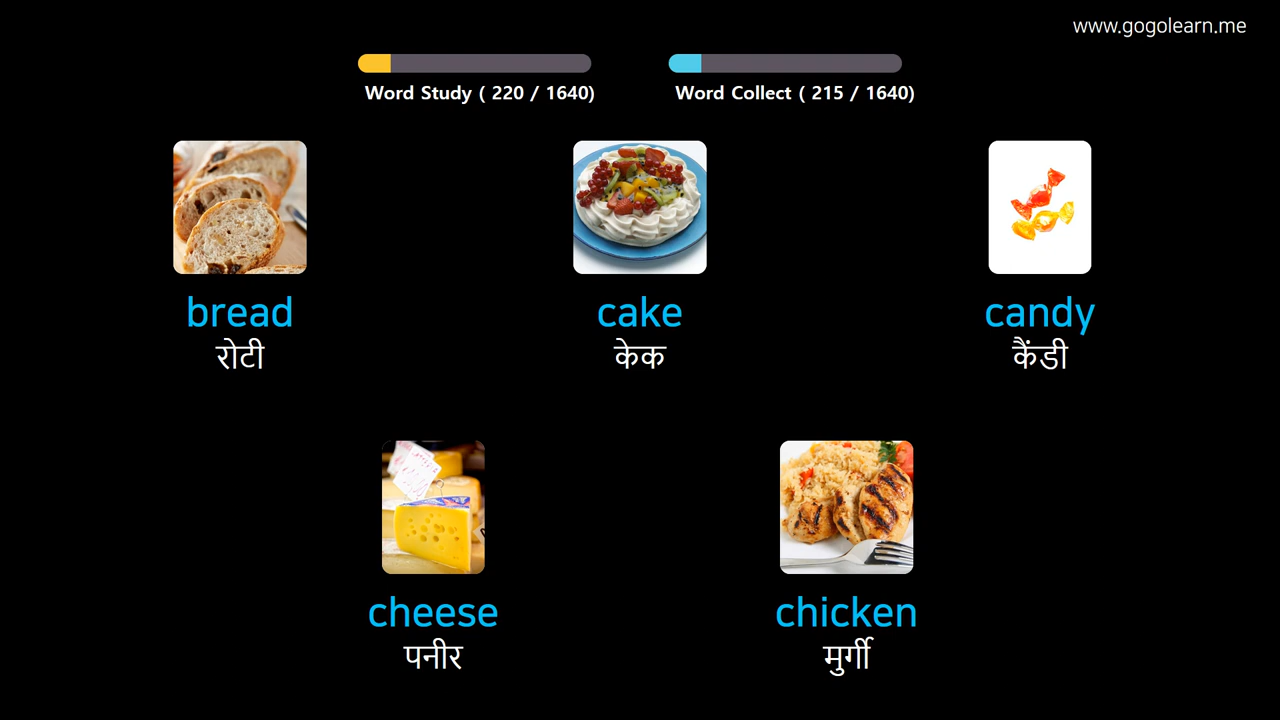 www.gogolearn.me
Word Study ( 220 / 1640)
Word Collect ( 215 / 1640)
bread
रोटी
cake
केक
candy
कैंडी
cheese
पनीर
chicken
मुर्गी